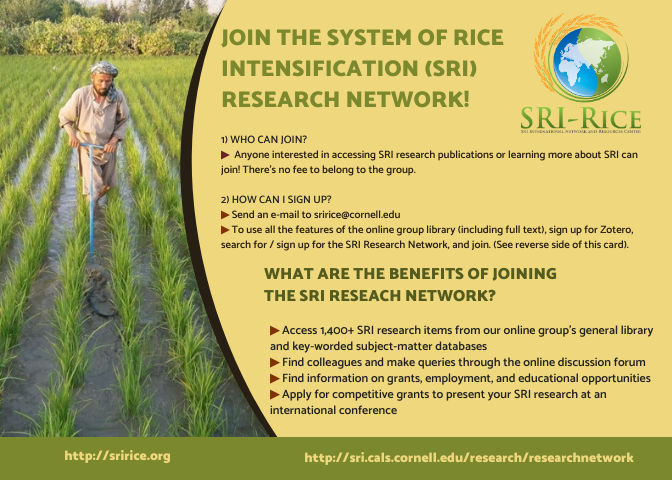 JOIN THE SYSTEM OF RICE
INTENSIFICATION (SRI)
RESEARCH NETWORK!
SRI-RICE
SRI INTERNATIONAL NETWORK AND RESOURCES CENTER
1) WHO CAN JOIN?
▶ Anyone interested in accessing SRI research publications or learning more about SRI can
join! There's no fee to belong to the group.
2) HOW CAN I SIGN UP?
▶ Send an e-mail to sririce@cornell.edu
▶ To use all the features of the online group library (including full text), sign up for Zotero,
search for / sign up for the SRI Research Network, and join. (See reverse side of this card).
WHAT ARE THE BENEFITS OF JOINING
THE SRI RESEACH NETWORK?
▶ Access 1,400+ SRI research items from our online group's general library
and key-worded subject-matter databases
▶ Find colleagues and make queries through the online discussion forum
▶ Find information on grants, employment, and educational opportunities
▶ Apply for competitive grants to present your SRI research at an
international conference
http://sririce.org
http://sri.cals.cornell.edu/research/researchnetwork